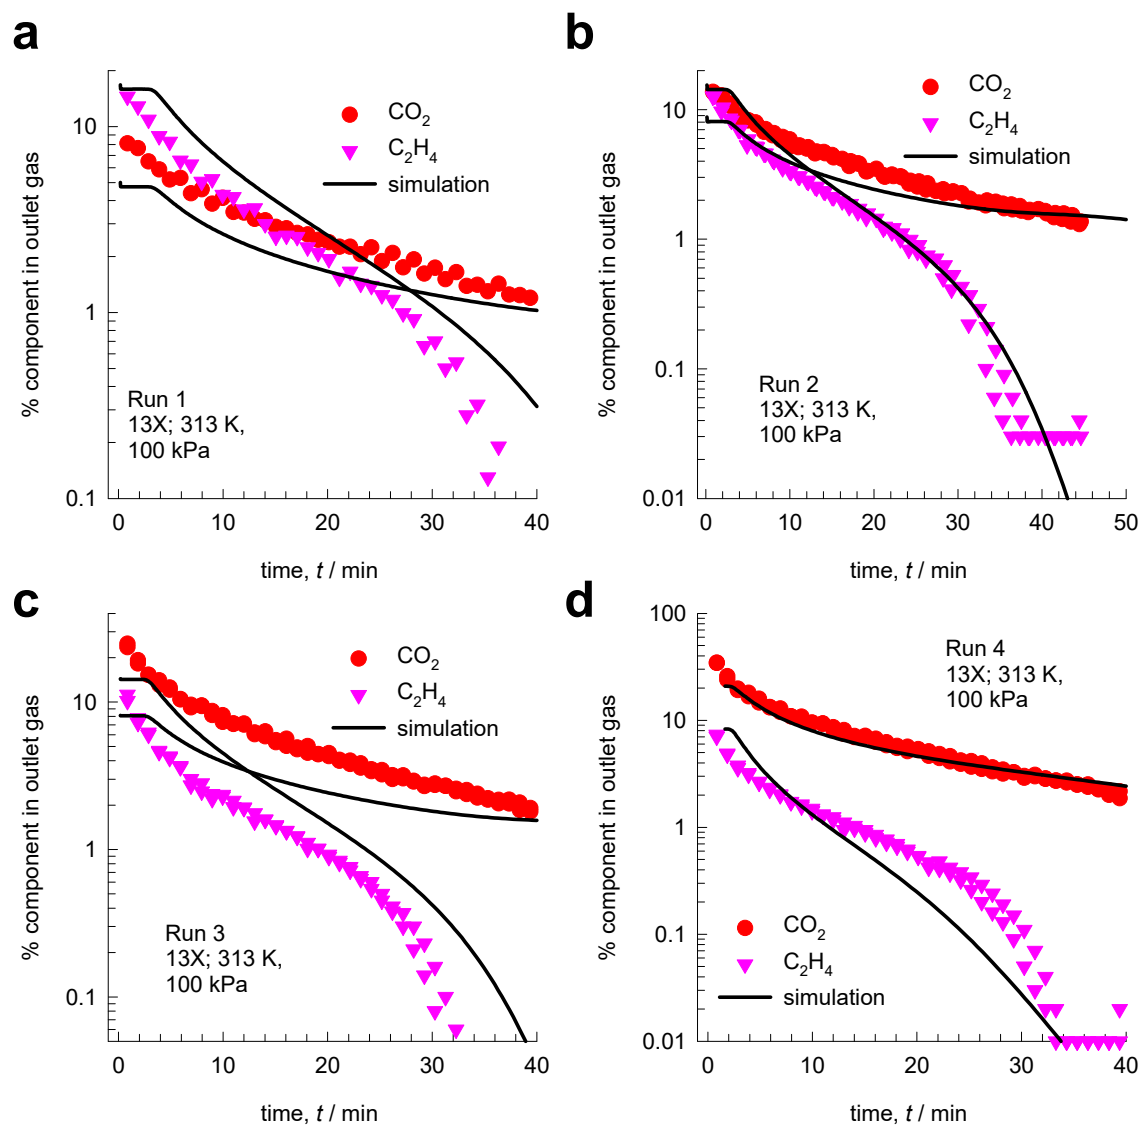 a
% component in outlet gas
10
1
0.1
CO2
C2H4
simulation
Run 1
13X; 313 K,
100 kPa
0 10 20 30 40
time, t / min
b
% component in outlet gas
10
1
0.1
0.01
CO2
C2H4
simulation
Run 2
13X; 313 K,
100 kPa
0 10 20 30 40 50
time, t / min
c
% component in outlet gas
10
1
0.1
CO2
C2H4
simulation
Run 3
13X; 313 K,
100 kPa
0 10 20 30 40
time, t / min
d
% component in outlet gas
100
10
1
0.1
0.01
Run 4
13X; 313 K,
100 kPa
CO2
C2H4
simulation
0 10 20 30 40
time, t / min